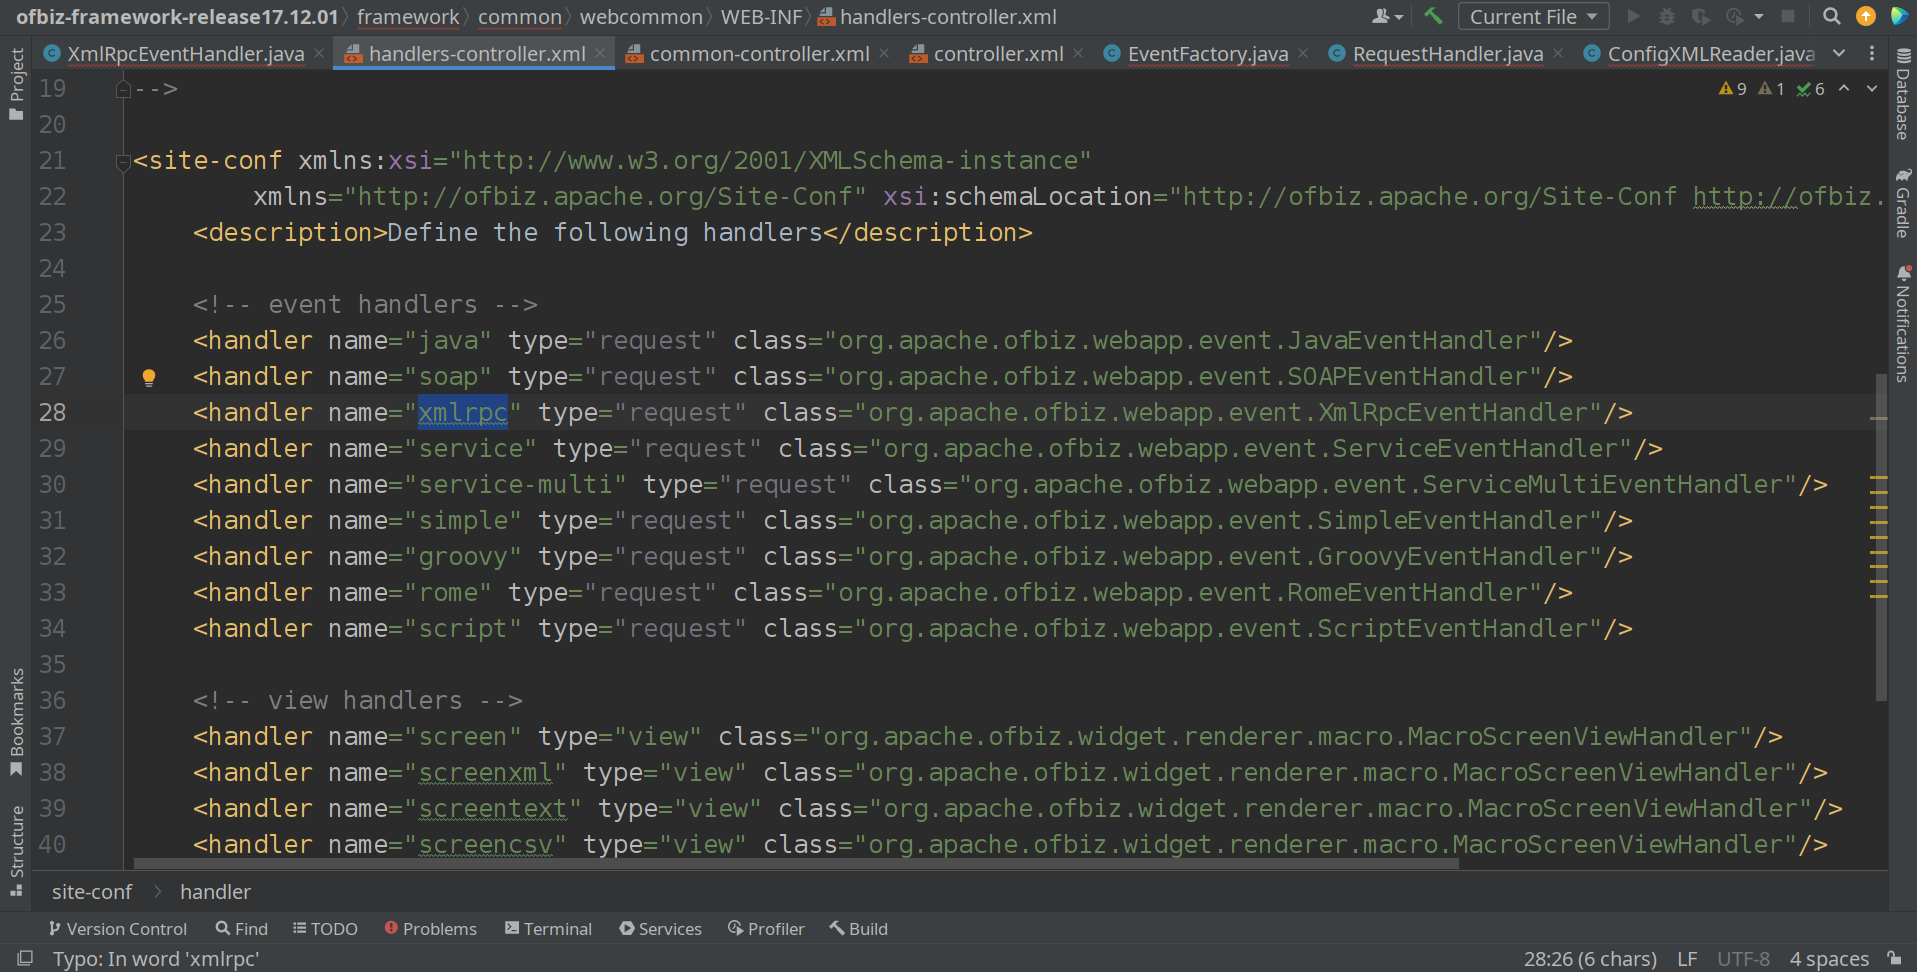 ofbiz-framework-release17.12.01 framework common webcommon WEB-INF handlers-controller.xml Current File
XmlRpcEventHandler.java handlers-controller.xml common-controller.xml controller.xml EventFactory.java RequestHandler.java ConfigXMLReader.java
Project
Bookmarks
Structure
9 1 6
19 -->
20
21 <site-conf xmlns:xsi="http://www.w3.org/2001/XMLSchema-instance"
22 xmlns="http://ofbiz.apache.org/Site-Conf" xsi:schemaLocation="http://ofbiz.apache.org/Site-Conf http://ofbiz.
23 <description>Define the following handlers</description>
24
25 <!-- event handlers -->
26 <handler name="java" type="request" class="org.apache.ofbiz.webapp.event.JavaEventHandler"/>
27 <handler name="soap" type="request" class="org.apache.ofbiz.webapp.event.SOAPEventHandler"/>
28 <handler name="xmlrpc" type="request" class="org.apache.ofbiz.webapp.event.XmlRpcEventHandler"/>
29 <handler name="service" type="request" class="org.apache.ofbiz.webapp.event.ServiceEventHandler"/>
30 <handler name="service-multi" type="request" class="org.apache.ofbiz.webapp.event.ServiceMultiEventHandler"/>
31 <handler name="simple" type="request" class="org.apache.ofbiz.webapp.event.SimpleEventHandler"/>
32 <handler name="groovy" type="request" class="org.apache.ofbiz.webapp.event.GroovyEventHandler"/>
33 <handler name="rome" type="request" class="org.apache.ofbiz.webapp.event.RomeEventHandler"/>
34 <handler name="script" type="request" class="org.apache.ofbiz.webapp.event.ScriptEventHandler"/>
35
36 <!-- view handlers -->
37 <handler name="screen" type="view" class="org.apache.ofbiz.widget.renderer.macro.MacroScreenViewHandler"/>
38 <handler name="screenxml" type="view" class="org.apache.ofbiz.widget.renderer.macro.MacroScreenViewHandler"/>
39 <handler name="screentext" type="view" class="org.apache.ofbiz.widget.renderer.macro.MacroScreenViewHandler"/>
40 <handler name="screencsv" type="view" class="org.apache.ofbiz.widget.renderer.macro.MacroScreenViewHandler"/>
Database
Gradle
Notifications
site-conf handler
Version Control Find TODO Problems Terminal Services Profiler Build
Typo: In word 'xmlrpc' 28:26 (6 chars) LF UTF-8 4 spaces